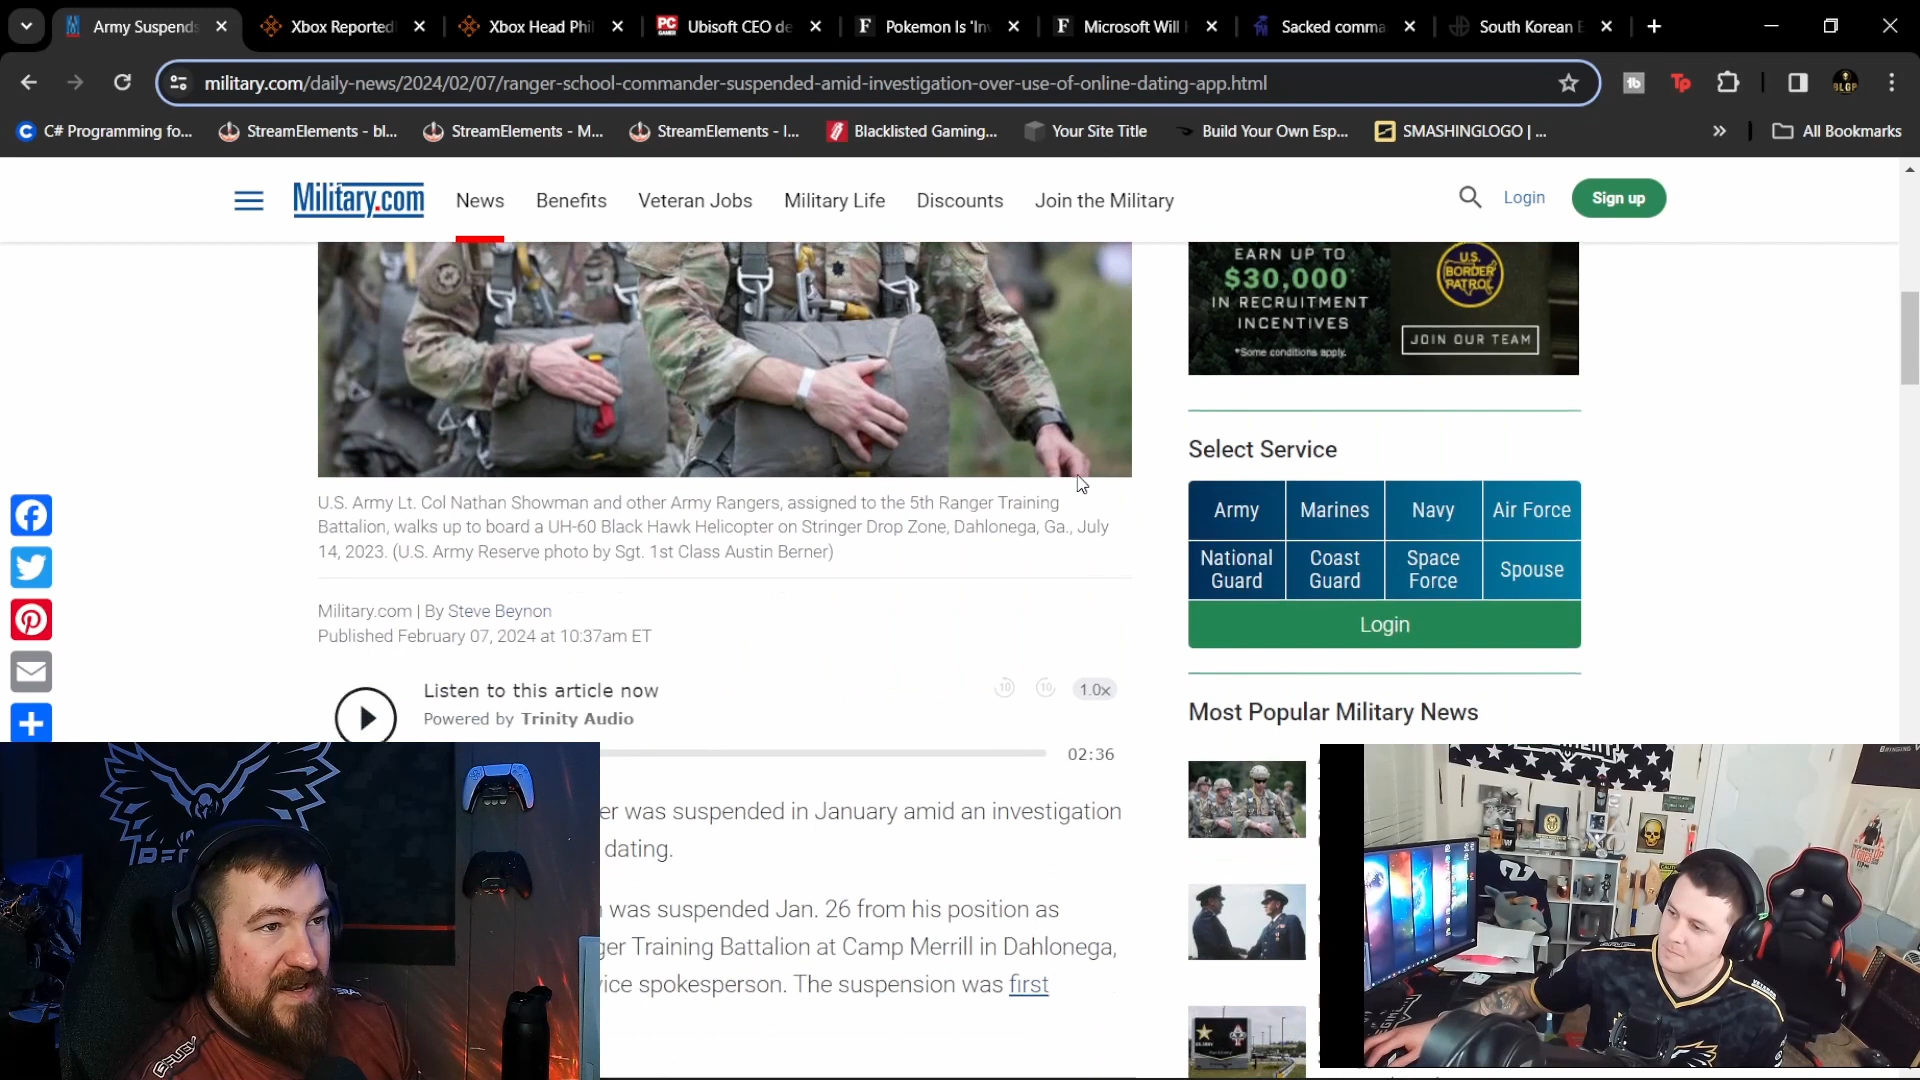 Army Suspends
Xbox Reported
Xbox Head Phil
PC GAMER
Ubisoft CEO de
Pokemon Is 'Inv
Microsoft Will
Sacked comma
South Korean E
military.com/daily-news/2024/02/07/ranger-school-commander-suspended-amid-investigation-over-use-of-online-dating-app.html
C# Programming fo...
StreamElements - bl...
StreamElements - M...
StreamElements - I...
Blacklisted Gaming...
Your Site Title
Build Your Own Esp...
SMASHINGLOGO | ...
All Bookmarks
Military.com
News
Benefits
Veteran Jobs
Military Life
Discounts
Join the Military
Login
Sign up
EARN UP TO
$30,000*
IN RECRUITMENT
INCENTIVES
*Some conditions apply.
U.S.
BORDER
PATROL
JOIN OUR TEAM
U.S. Army Lt. Col Nathan Showman and other Army Rangers, assigned to the 5th Ranger Training
Battalion, walks up to board a UH-60 Black Hawk Helicopter on Stringer Drop Zone, Dahlonega, Ga., July
14, 2023. (U.S. Army Reserve photo by Sgt. 1st Class Austin Berner)
Military.com | By Steve Beynon
Published February 07, 2024 at 10:37am ET
Listen to this article now
Powered by Trinity Audio
10
10
1.0x
02:36
er was suspended in January amid an investigation
dating.
was suspended Jan. 26 from his position as
ger Training Battalion at Camp Merrill in Dahlonega,
ice spokesperson. The suspension was first
Select Service
Army
Marines
Navy
Air Force
National
Guard
Coast
Guard
Space
Force
Spouse
Login
Most Popular Military News
GFUEL